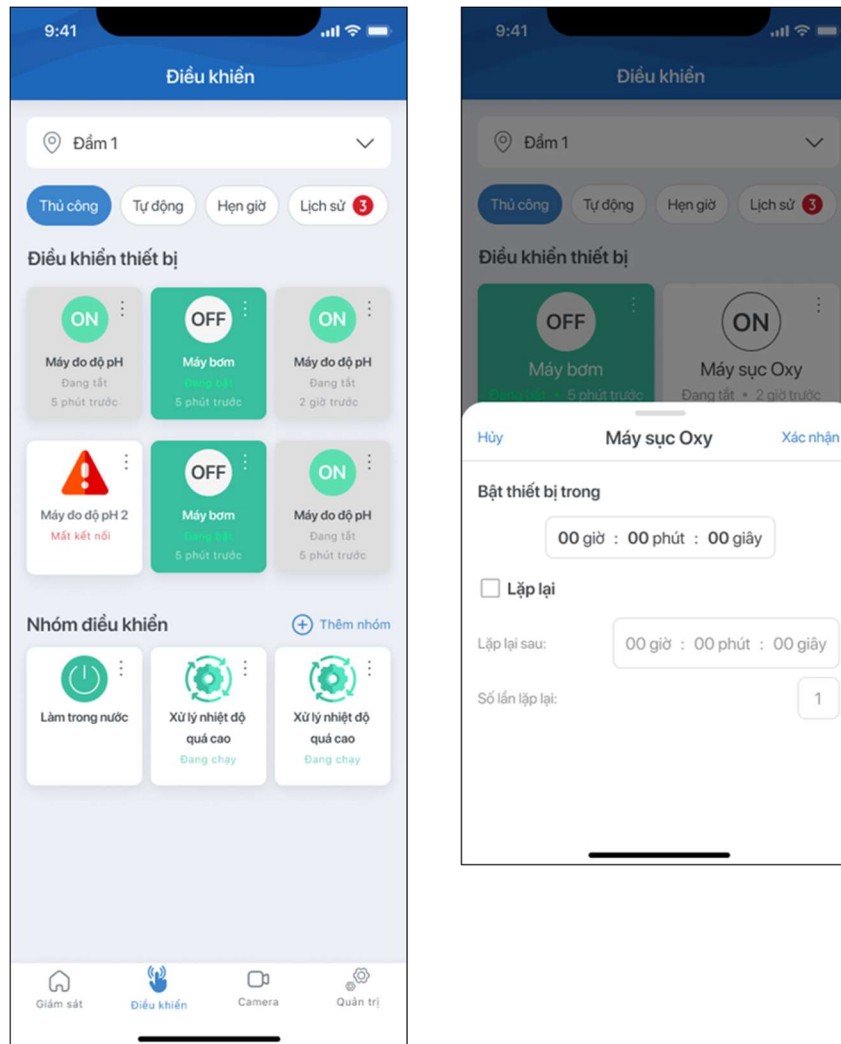 9:41
Điều khiển
Đầm 1
Thủ công Tự động Hẹn giờ Lịch sử 3
Điều khiển thiết bị
ON OFF ON
Máy đo độ pH Máy bơm Máy đo độ pH
Đang tắt Đang bật Đang tắt
5 phút trước 5 phút trước 2 giờ trước
OFF ON
Máy đo độ pH 2 Máy bơm Máy đo độ pH
Mất kết nối Đang bật Đang tắt
5 phút trước 5 phút trước
Nhóm điều khiển Thêm nhóm
Làm trong nước Xử lý nhiệt độ Xử lý nhiệt độ
quá cao quá cao
Đang chạy Đang chạy
Giám sát Điều khiển Camera Quản trị
9:41
Điều khiển
Đầm 1
Thủ công Tự động Hẹn giờ Lịch sử 3
Điều khiển thiết bị
OFF ON
Máy bơm Máy sục Oxy
Đang bật • 5 phút trước Đang tắt • 2 giờ trước
Hủy Máy sục Oxy Xác nhận
Bật thiết bị trong
00 giờ : 00 phút : 00 giây
Lặp lại
Lặp lại sau: 00 giờ : 00 phút : 00 giây
Số lần lặp lại: 1